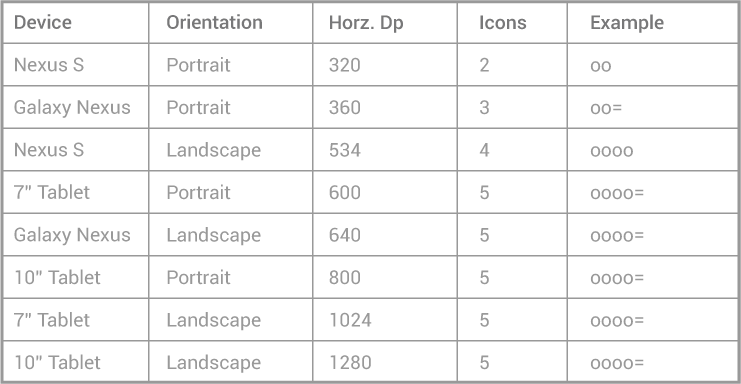 Device Orientation Horz. Dp Icons Example
Nexus S Portrait 320 2 oo
Galaxy Nexus Portrait 360 3 oo=
Nexus S Landscape 534 4 oooo
7" Tablet Portrait 600 5 oooo=
Galaxy Nexus Landscape 640 5 oooo=
10" Tablet Portrait 800 5 oooo=
7" Tablet Landscape 1024 5 oooo=
10" Tablet Landscape 1280 5 oooo=